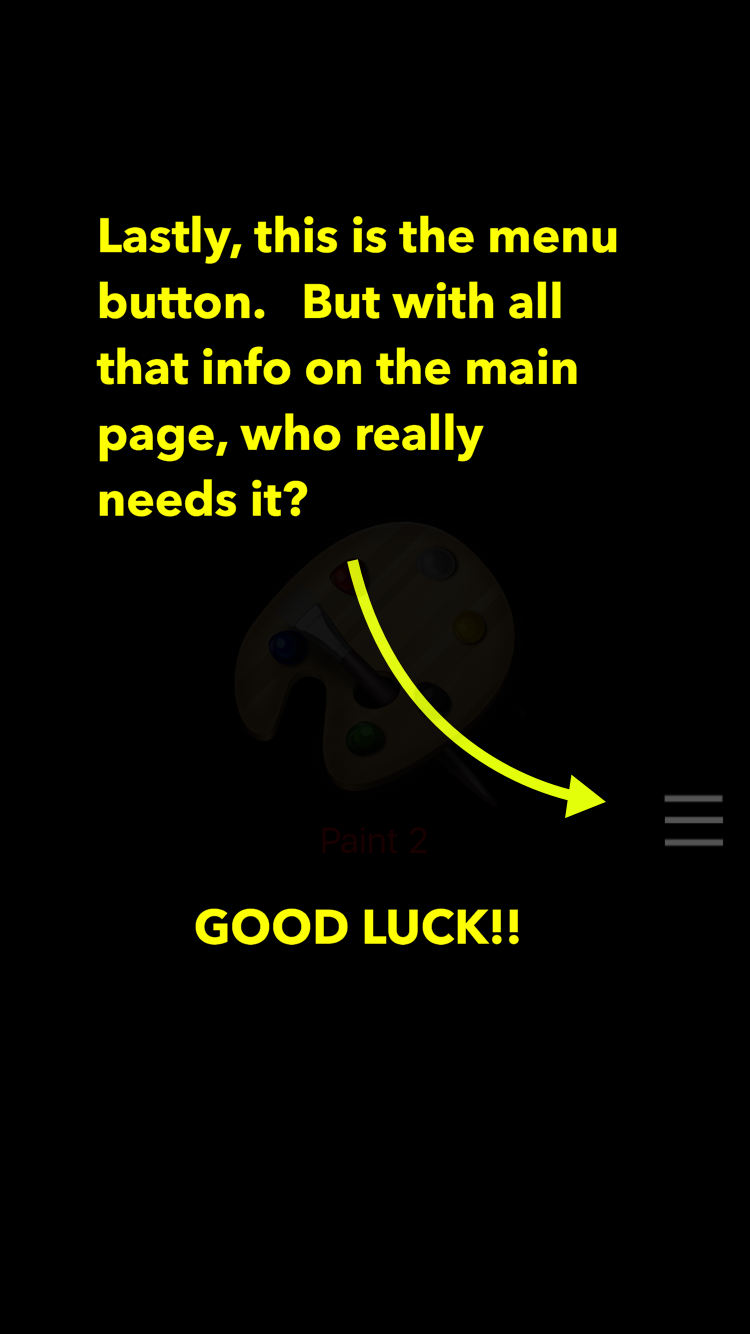 Lastly, this is the menu
button.   But with all
that info on the main
page, who really
needs it?
Paint 2
GOOD LUCK!!